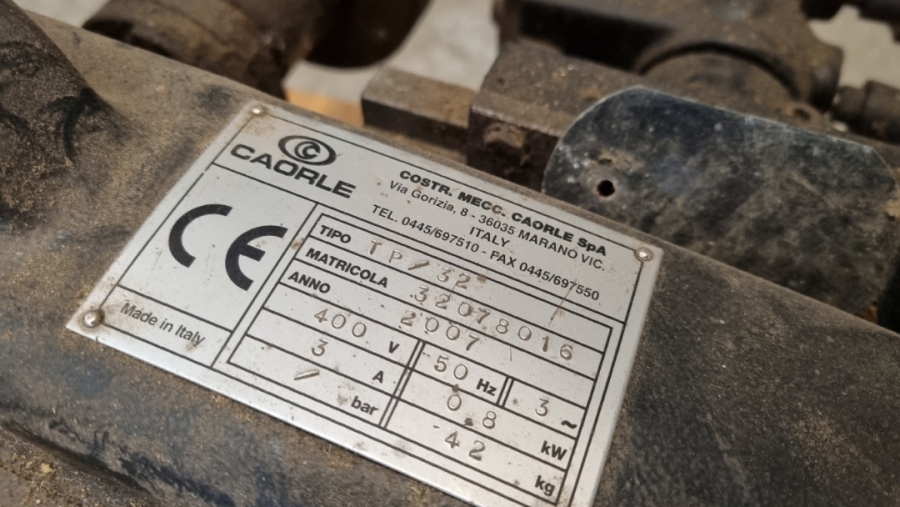 CAORLE
COSTR. MECC. CAORLE SpA
Via Gorizia, 8 - 36035 MARANO VIC.
ITALY
TEL. 0445/697510 - FAX 0445/697550
CE
Made in Italy
TIPO TP/32
MATRICOLA 32078016
ANNO 2007
400 V 50 Hz 3 ~
3 A 0.8 kW
/ bar 42 kg